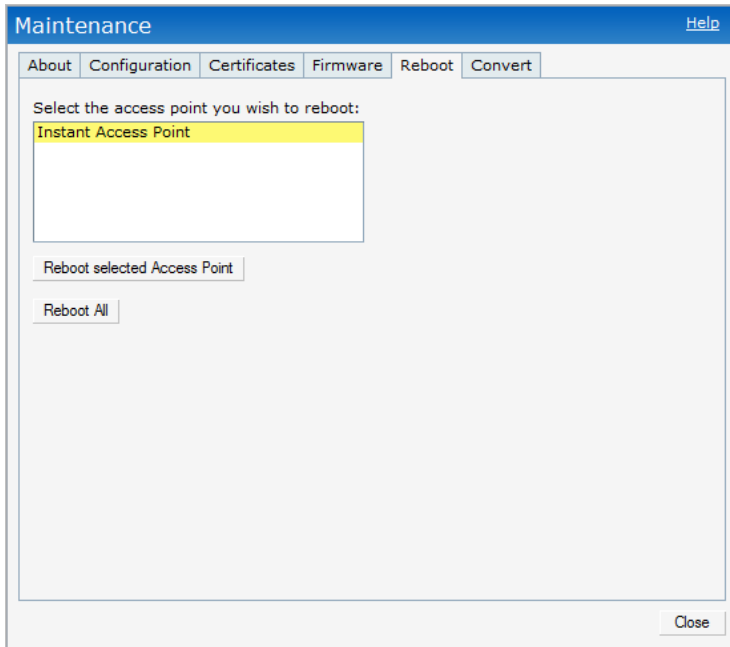 Maintenance Help
About Configuration Certificates Firmware Reboot Convert
Select the access point you wish to reboot:
Instant Access Point
Reboot selected Access Point
Reboot All
Close